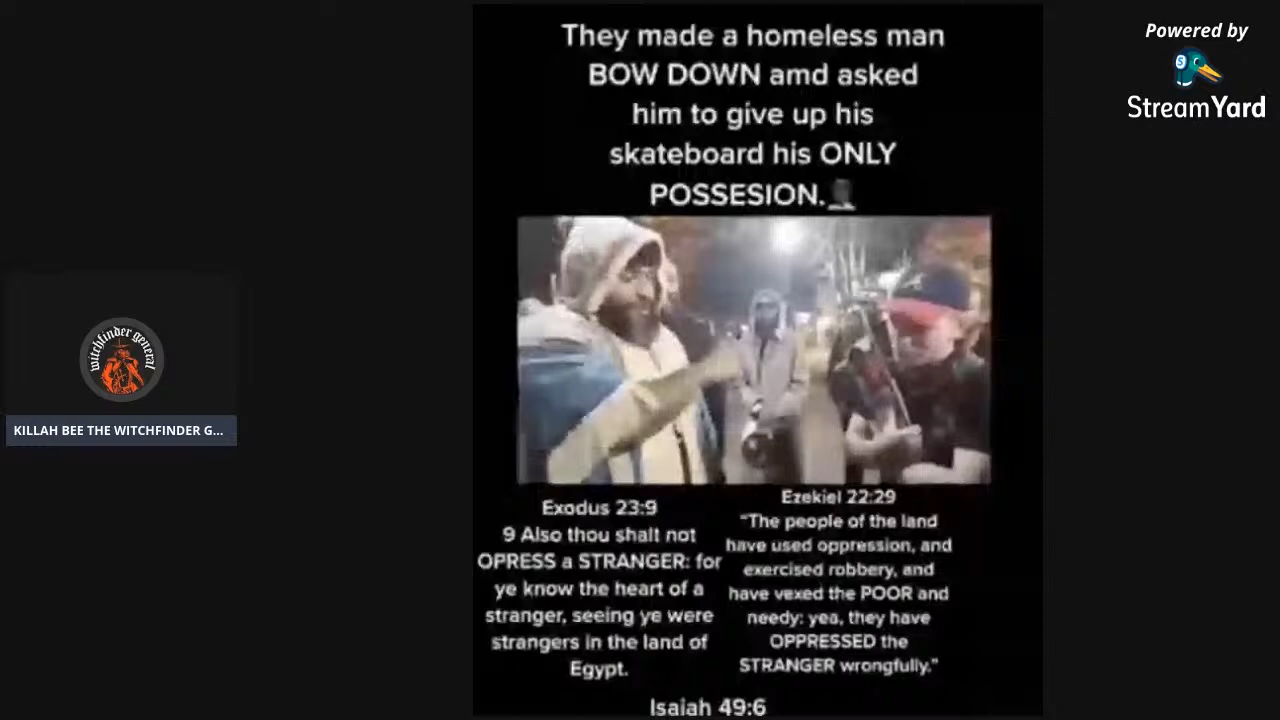 They made a homeless man
BOW DOWN amd asked
him to give up his
skateboard his ONLY
POSSESION.
Powered by
StreamYard
witchfinder general
KILLAH BEE THE WITCHFINDER G...
Exodus 23:9
9 Also thou shalt not
OPRESS a STRANGER: for
ye know the heart of a
stranger, seeing ye were
strangers in the land of
Egypt.
Ezekiel 22:29
“The people of the land
have used oppression, and
exercised robbery, and
have vexed the POOR and
needy: yea, they have
OPPRESSED the
STRANGER wrongfully.”
Isaiah 49:6